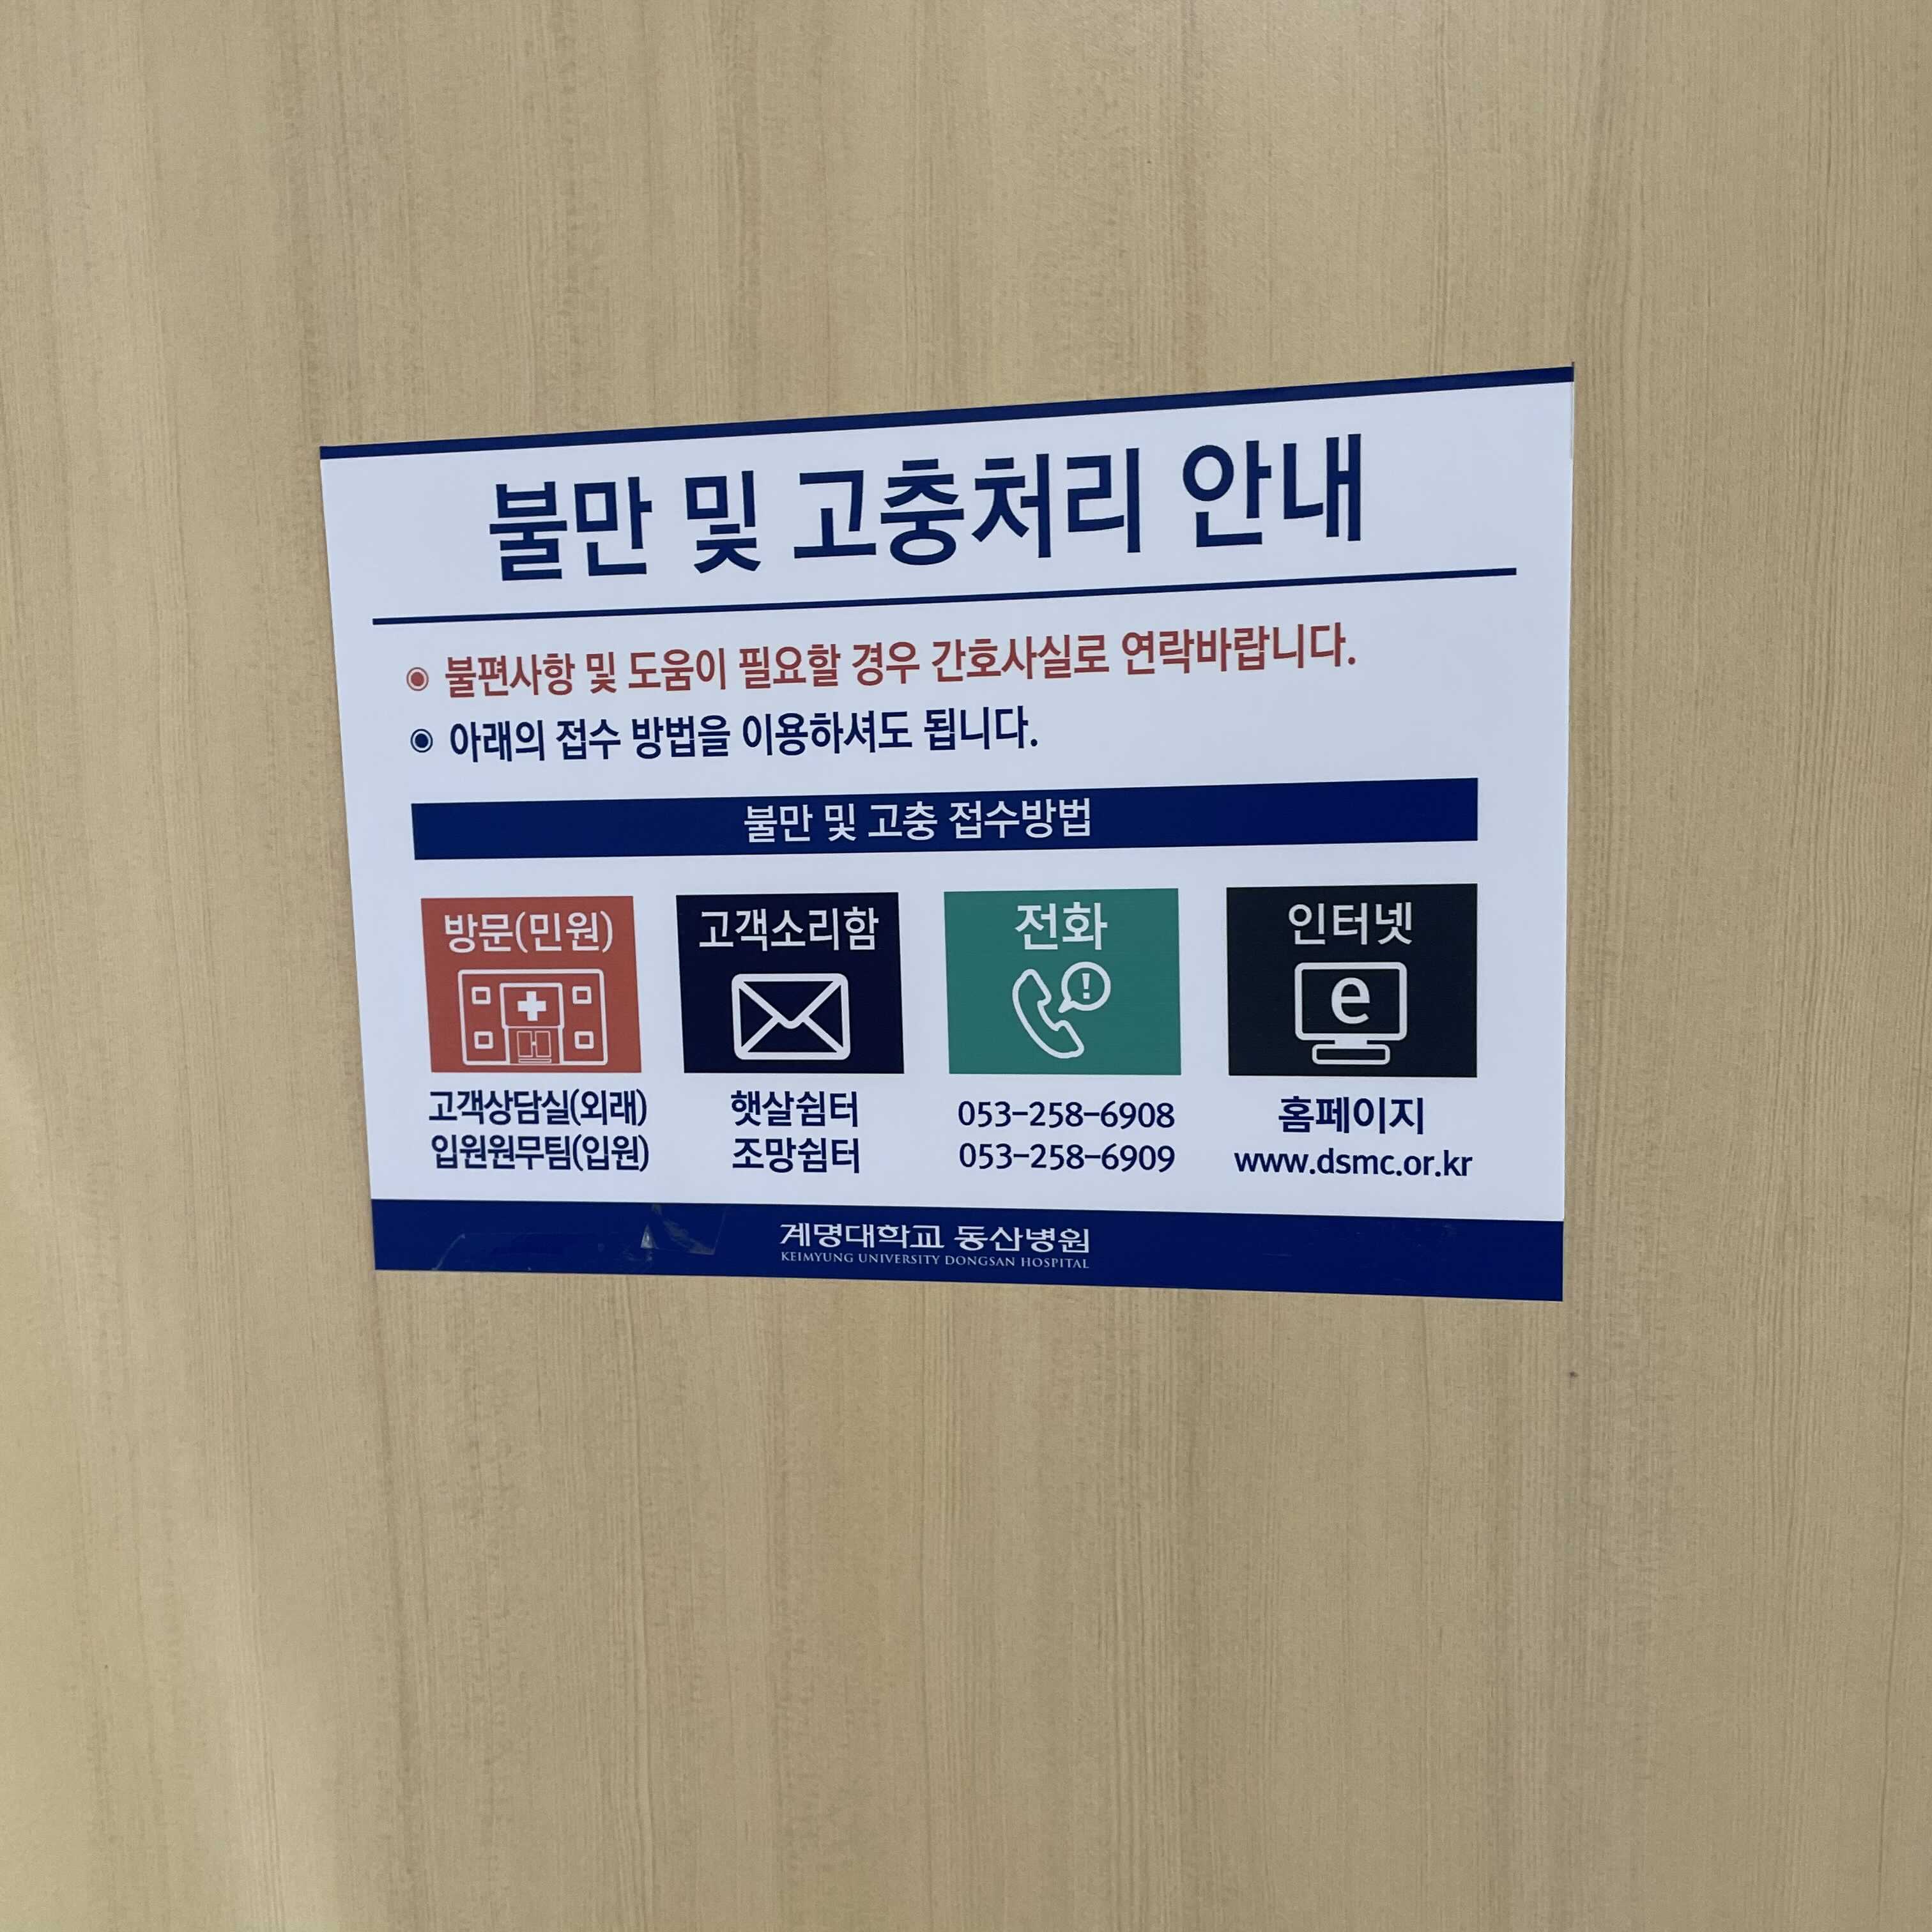 불만 및 고충처리 안내
◉ 불편사항 및 도움이 필요할 경우 간호사실로 연락바랍니다.
◉ 아래의 접수 방법을 이용하셔도 됩니다.
불만 및 고충 접수방법
방문(민원)
고객상담실(외래)
입원원무팀(입원)
고객소리함
햇살쉼터
조망쉼터
전화
!
053-258-6908
053-258-6909
인터넷
e
홈페이지
www.dsmc.or.kr
계명대학교 동산병원
KEIMYUNG UNIVERSITY DONGSAN HOSPITAL